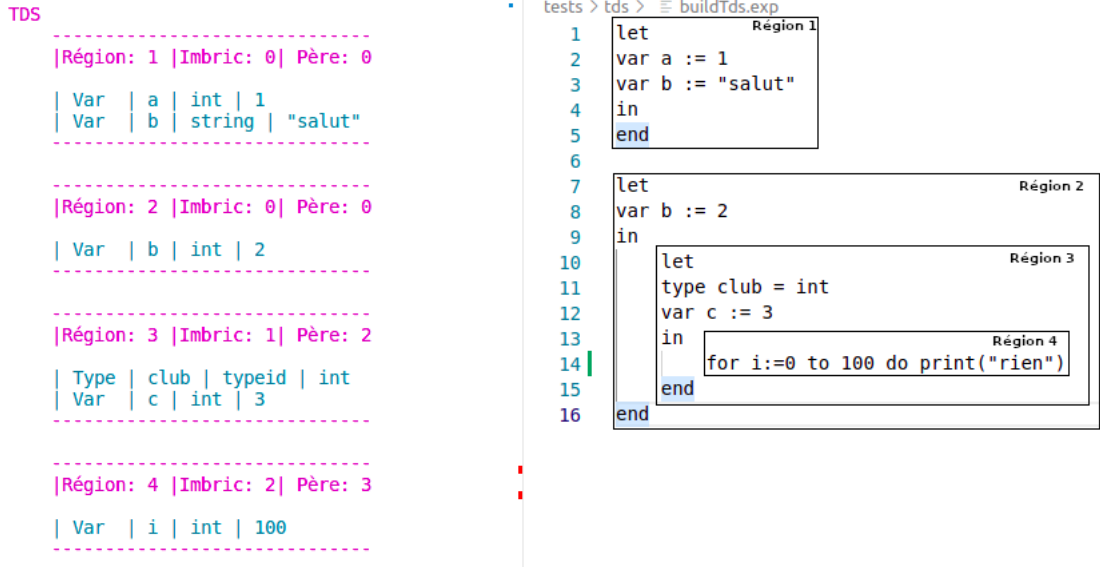 TDS
------------------------------
|Région: 1 |Imbric: 0| Père: 0
| Var  | a | int | 1
| Var  | b | string | "salut"
------------------------------
------------------------------
|Région: 2 |Imbric: 0| Père: 0
| Var  | b | int | 2
------------------------------
------------------------------
|Région: 3 |Imbric: 1| Père: 2
| Type | club | typeid | int
| Var  | c | int | 3
------------------------------
------------------------------
|Région: 4 |Imbric: 2| Père: 3
| Var  | i | int | 100
------------------------------
tests > tds > buildTds.exp
1 let Région 1
2 var a := 1
3 var b := "salut"
4 in
5 end
6
7 let Région 2
8 var b := 2
9 in
10 let Région 3
11 type club = int
12 var c := 3
13 in Région 4
14 for i:=0 to 100 do print("rien")
15 end
16 end